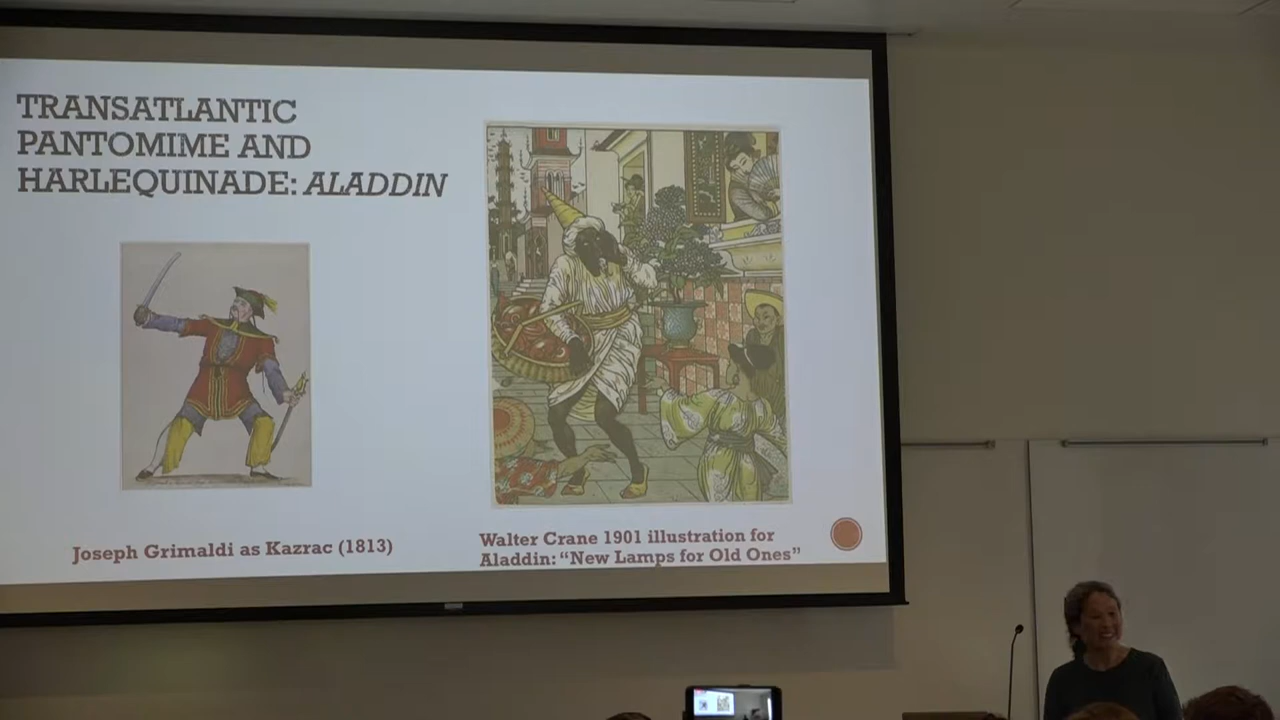 TRANSATLANTIC
PANTOMIME AND
HARLEQUINADE: ALADDIN
Joseph Grimaldi as Kazrac (1813)
Walter Crane 1901 illustration for
Aladdin: “New Lamps for Old Ones”